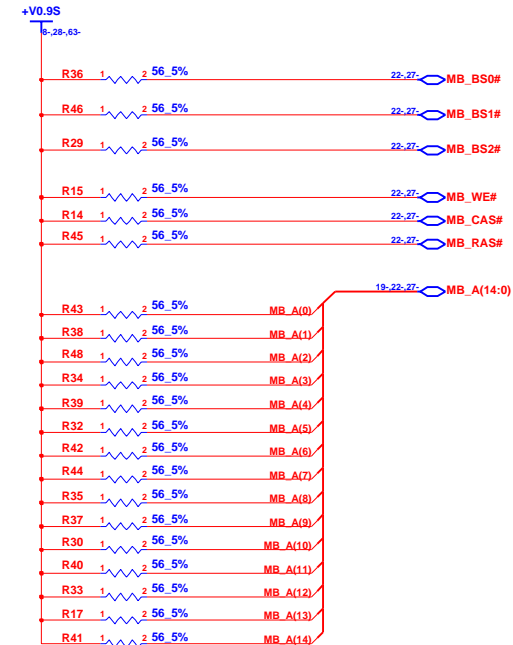 +V0.9S
8-,28-,63-
R36 1 2 56_5% 22-,27- MB_BS0#
R46 1 2 56_5% 22-,27- MB_BS1#
R29 1 2 56_5% 22-,27- MB_BS2#
R15 1 2 56_5% 22-,27- MB_WE#
R14 1 2 56_5% 22-,27- MB_CAS#
R45 1 2 56_5% 22-,27- MB_RAS#
19-,22-,27- MB_A(14:0)
R43 1 2 56_5% MB_A(0)
R38 1 2 56_5% MB_A(1)
R48 1 2 56_5% MB_A(2)
R34 1 2 56_5% MB_A(3)
R39 1 2 56_5% MB_A(4)
R32 1 2 56_5% MB_A(5)
R42 1 2 56_5% MB_A(6)
R44 1 2 56_5% MB_A(7)
R35 1 2 56_5% MB_A(8)
R37 1 2 56_5% MB_A(9)
R30 1 2 56_5% MB_A(10)
R40 1 2 56_5% MB_A(11)
R33 1 2 56_5% MB_A(12)
R17 1 2 56_5% MB_A(13)
R41 1 2 56_5% MB_A(14)